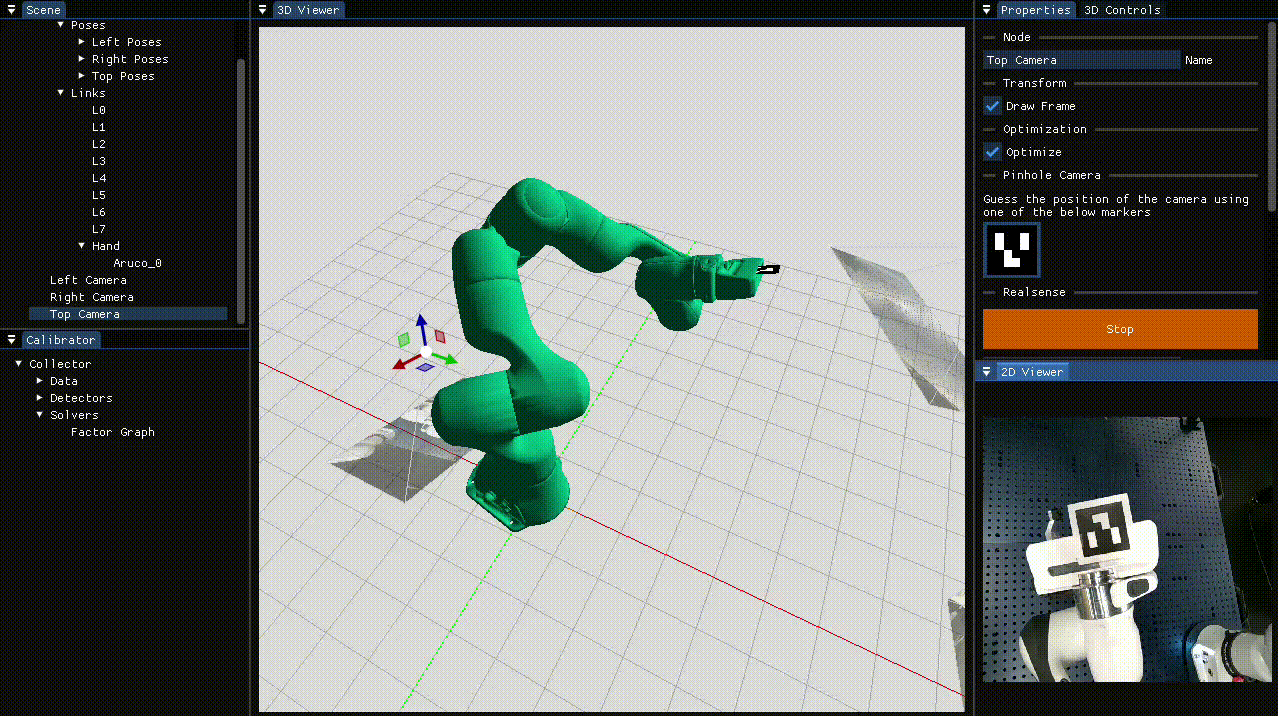 Scene
Poses
Left Poses
Right Poses
Top Poses
Links
L0
L1
L2
L3
L4
L5
L6
L7
Hand
Aruco_0
Left Camera
Right Camera
Top Camera
Calibrator
Collector
Data
Detectors
Solvers
Factor Graph
3D Viewer
Properties 3D Controls
Node
Top Camera Name
Transform
Draw Frame
Optimization
Optimize
Pinhole Camera
Guess the position of the camera using
one of the below markers
Realsense
Stop
2D Viewer